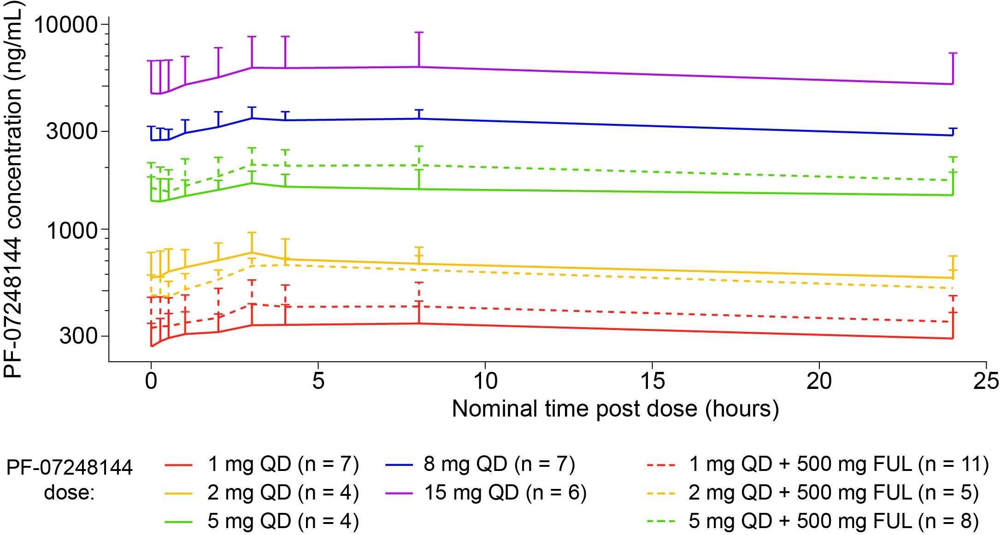 PF-07248144 concentration (ng/mL)
10000
3000
1000
300
0 5 10 15 20 25
Nominal time post dose (hours)
PF-07248144
dose:
1 mg QD (n = 7)
2 mg QD (n = 4)
5 mg QD (n = 4)
8 mg QD (n = 7)
15 mg QD (n = 6)
1 mg QD + 500 mg FUL (n = 11)
2 mg QD + 500 mg FUL (n = 5)
5 mg QD + 500 mg FUL (n = 8)